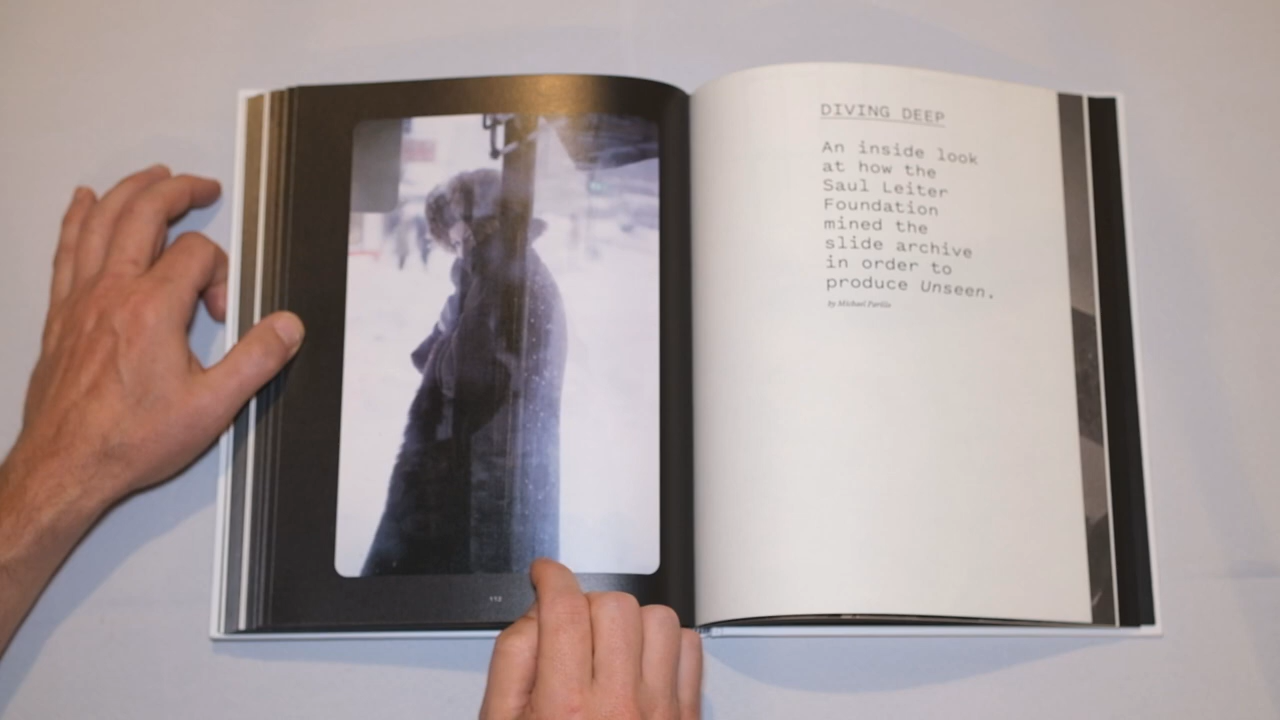 112
DIVING DEEP
An inside look
at how the
Saul Leiter
Foundation
mined the
slide archive
in order to
produce Unseen.
by Michael Parillo